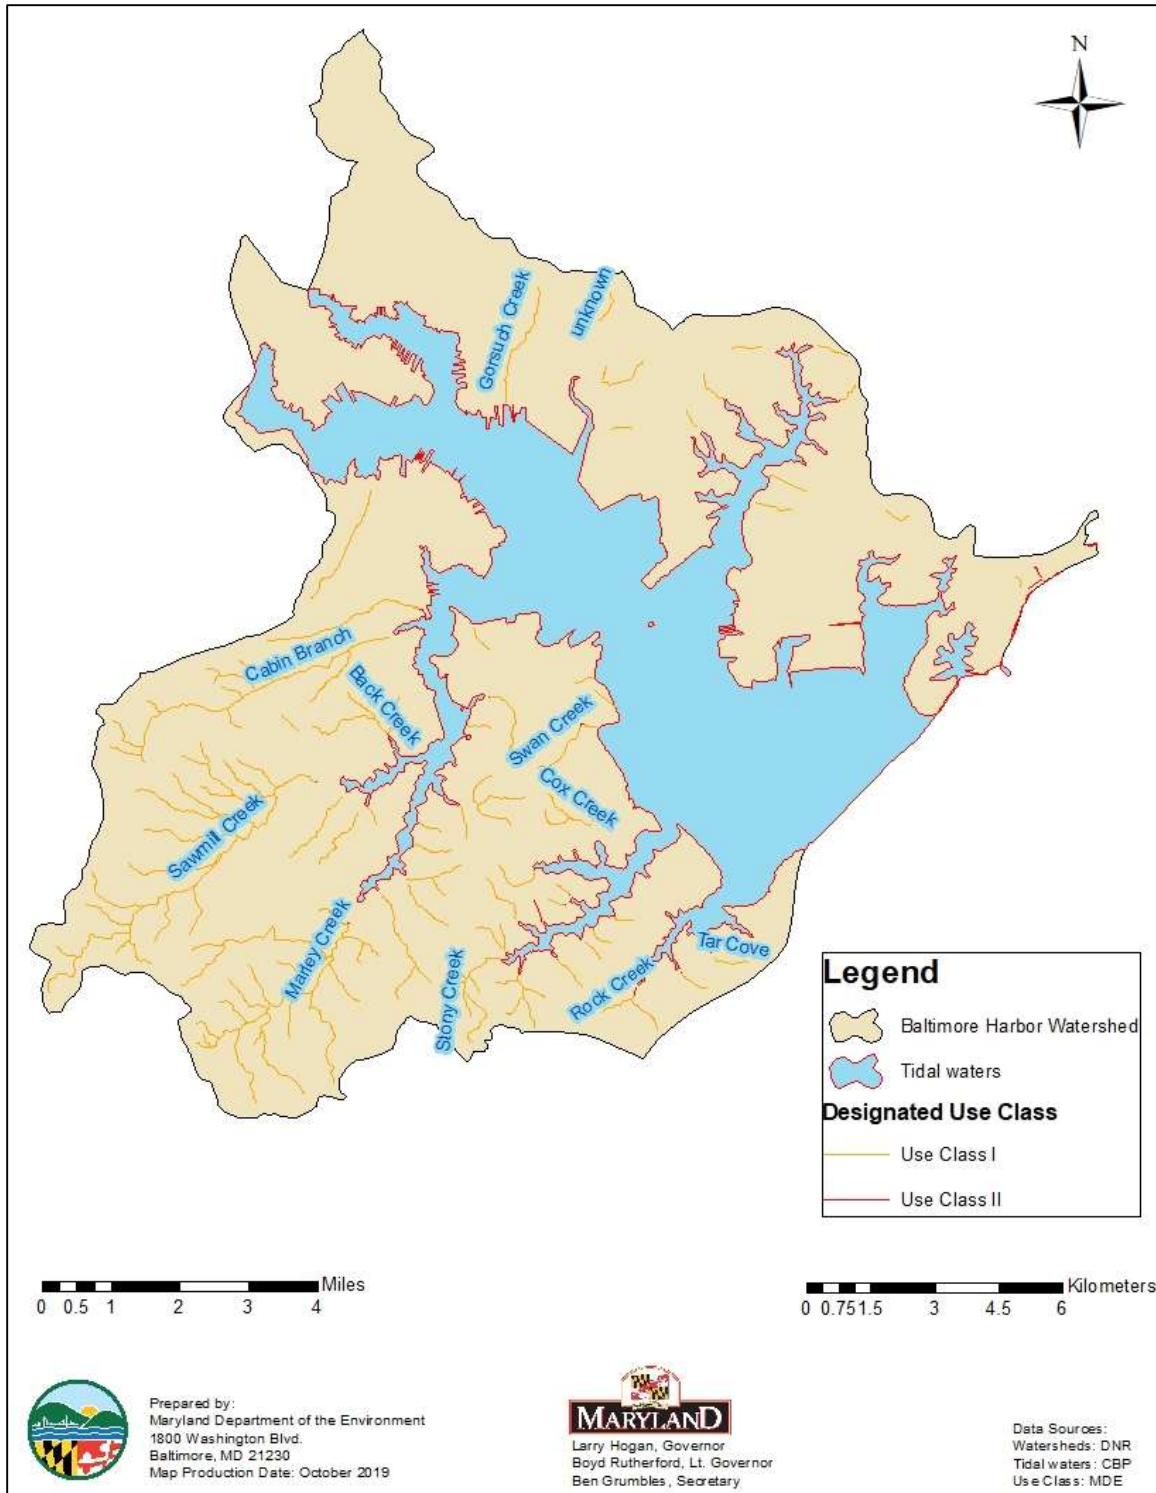 N
Gorsuch Creek
unknown
Cabin Branch
Back Creek
Swan Creek
Cox Creek
Sawmill Creek
Marley Creek
Stony Creek
Rock Creek
Tar Cove
Legend
Baltimore Harbor Watershed
Tidal waters
Designated Use Class
Use Class I
Use Class II
Miles
0 0.5 1 2 3 4
Kilometers
0 0.75 1.5 3 4.5 6
Prepared by:
Maryland Department of the Environment
1800 Washington Blvd.
Baltimore, MD 21230
Map Production Date: October 2019
MARYLAND
Larry Hogan, Governor
Boyd Rutherford, Lt. Governor
Ben Grumbles, Secretary
Data Sources:
Watersheds: DNR
Tidal waters: CBP
Use Class: MDE